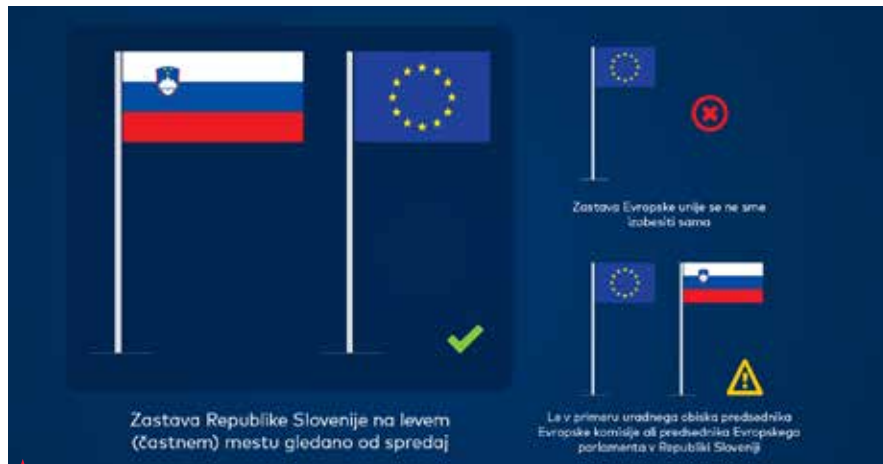 Zastava Republike Slovenije na levem
(častnem) mestu gledano od spredaj
Zastava Evropske unije se ne sme
izobesiti sama
Le v primeru uradnega obiska predsednika
Evropske komisije ali predsednika Evropskega
parlamenta v Republiki Sloveniji